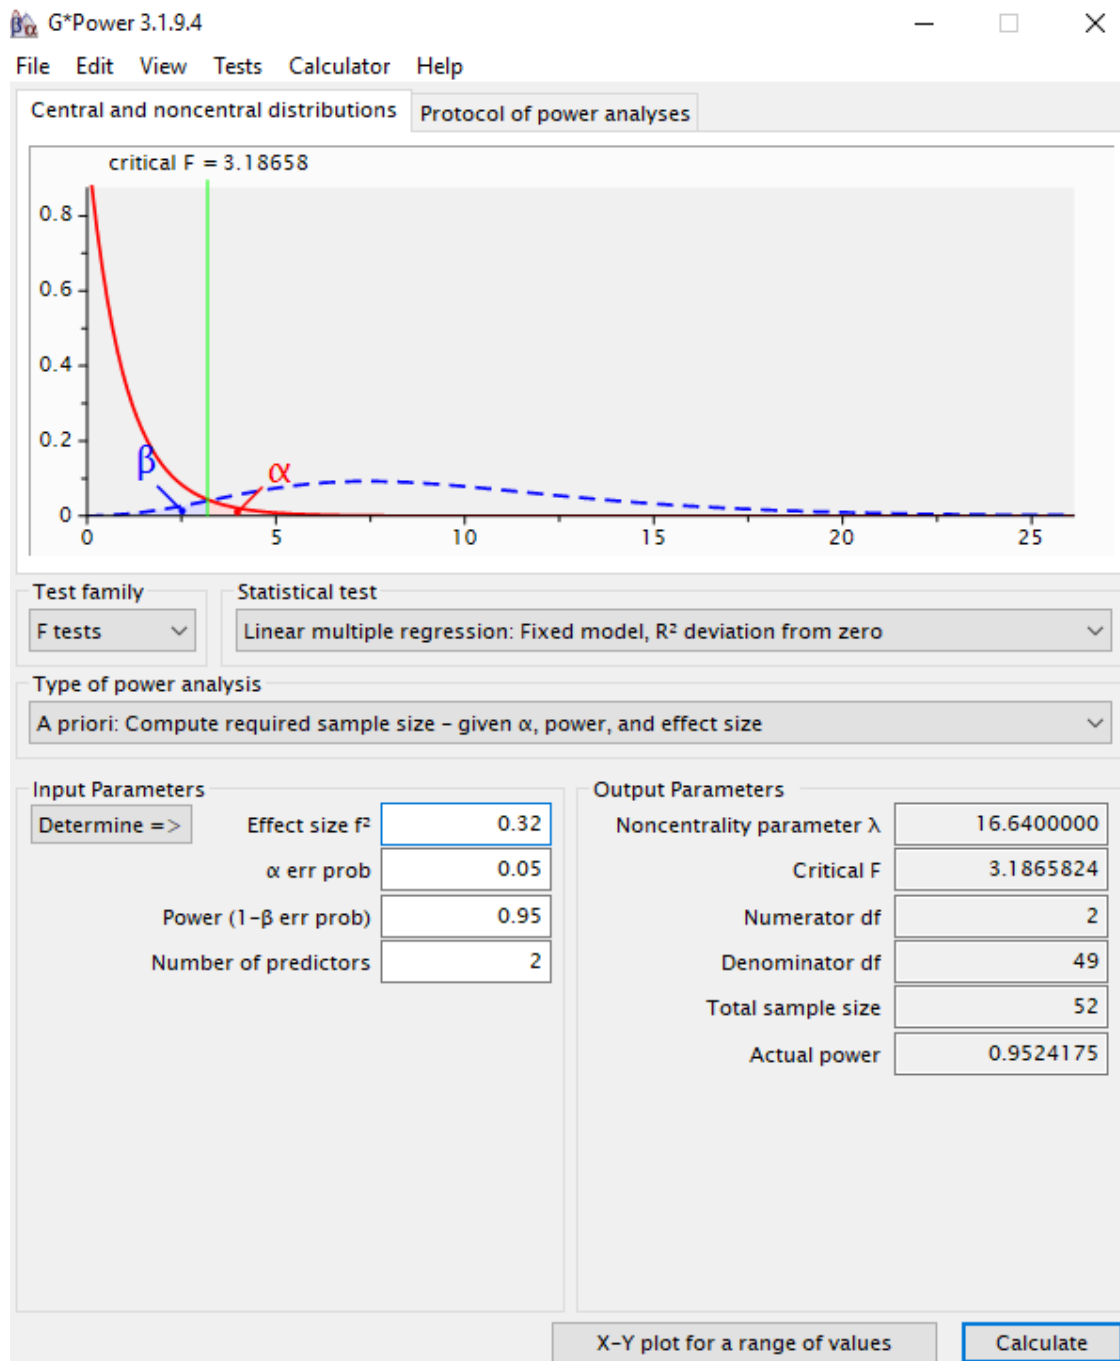 G*Power 3.1.9.4
File Edit View Tests Calculator Help
Central and noncentral distributions Protocol of power analyses
critical F = 3.18658
0.8
0.6
0.4
0.2
β α
0
0 5 10 15 20 25
Test family Statistical test
F tests Linear multiple regression: Fixed model, R² deviation from zero
Type of power analysis
A priori: Compute required sample size – given α, power, and effect size
Input Parameters Output Parameters
Determine => Effect size f² 0.32 Noncentrality parameter λ 16.6400000
α err prob 0.05 Critical F 3.1865824
Power (1-β err prob) 0.95 Numerator df 2
Number of predictors 2 Denominator df 49
Total sample size 52
Actual power 0.9524175
X-Y plot for a range of values Calculate